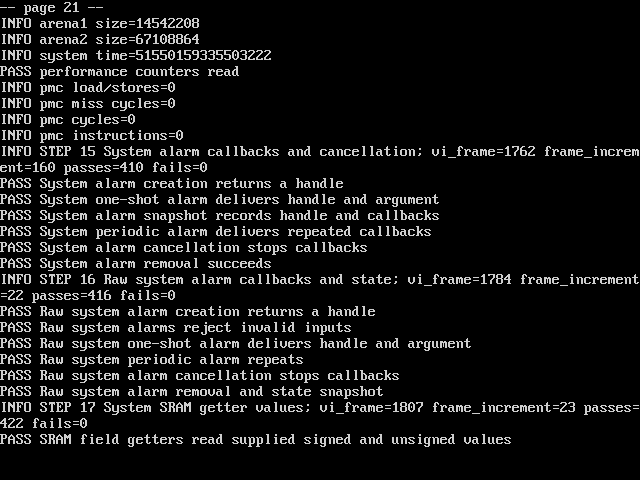 -- page 21 --
INFO arena1 size=14542208
INFO arena2 size=67108864
INFO system time=51550159335503222
PASS performance counters read
INFO pmc load/stores=0
INFO pmc miss cycles=0
INFO pmc cycles=0
INFO pmc instructions=0
INFO STEP 15 System alarm callbacks and cancellation; vi_frame=1762 frame_increm
ent=160 passes=410 fails=0
PASS System alarm creation returns a handle
PASS System one-shot alarm delivers handle and argument
PASS System alarm snapshot records handle and callbacks
PASS System periodic alarm delivers repeated callbacks
PASS System alarm cancellation stops callbacks
PASS System alarm removal succeeds
INFO STEP 16 Raw system alarm callbacks and state; vi_frame=1784 frame_increment
=22 passes=416 fails=0
PASS Raw system alarm creation returns a handle
PASS Raw system alarms reject invalid inputs
PASS Raw system one-shot alarm delivers handle and argument
PASS Raw system periodic alarm repeats
PASS Raw system alarm cancellation stops callbacks
PASS Raw system alarm removal and state snapshot
INFO STEP 17 System SRAM getter values; vi_frame=1807 frame_increment=23 passes=
422 fails=0
PASS SRAM field getters read supplied signed and unsigned values